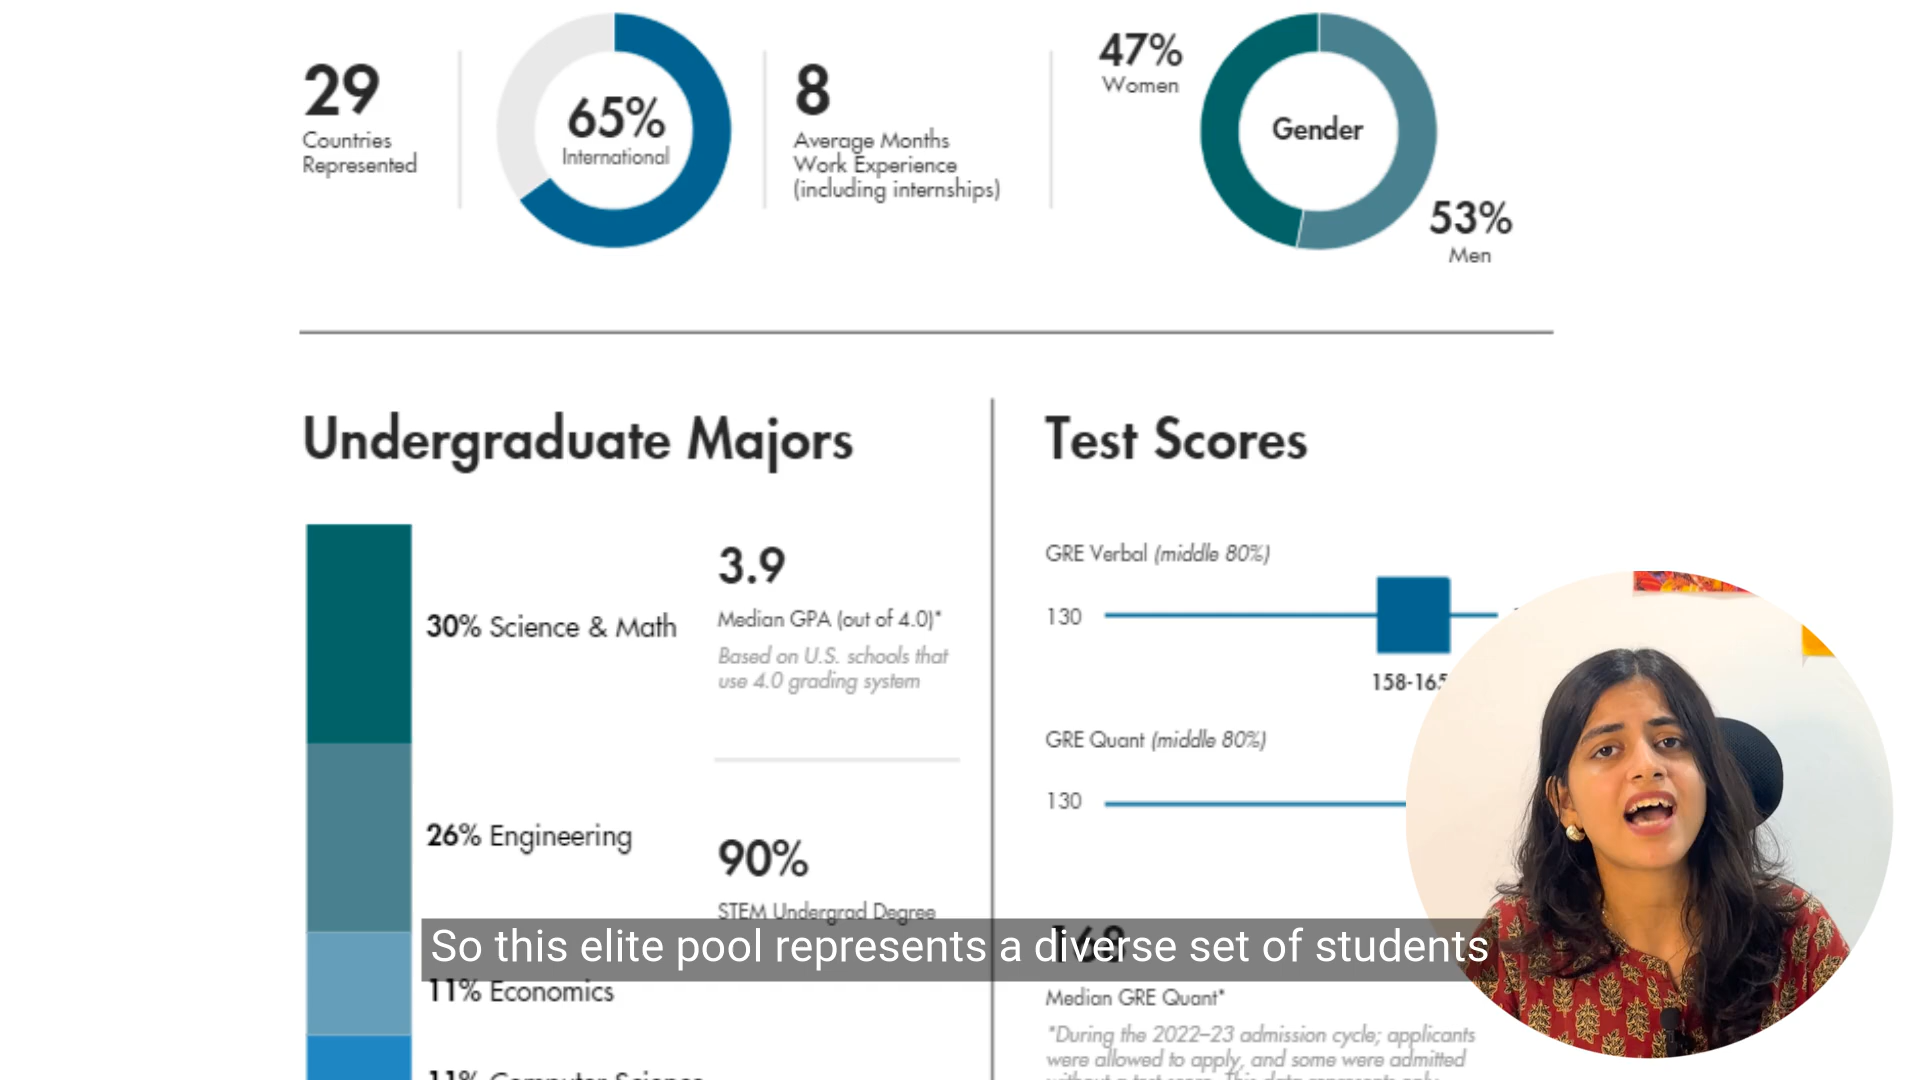 29
Countries
Represented
65%
International
8
Average Months
Work Experience
(including internships)
47%
Women
Gender
53%
Men
Undergraduate Majors
30% Science & Math
26% Engineering
11% Economics
3.9
Median GPA (out of 4.0)*
Based on U.S. schools that
use 4.0 grading system
90%
STEM Undergrad Degree
Test Scores
GRE Verbal (middle 80%)
130
158-165
GRE Quant (middle 80%)
130
168
Median GRE Quant*
*During the 2022–23 admission cycle; applicants
were allowed to apply, and some were admitted
So this elite pool represents a diverse set of students